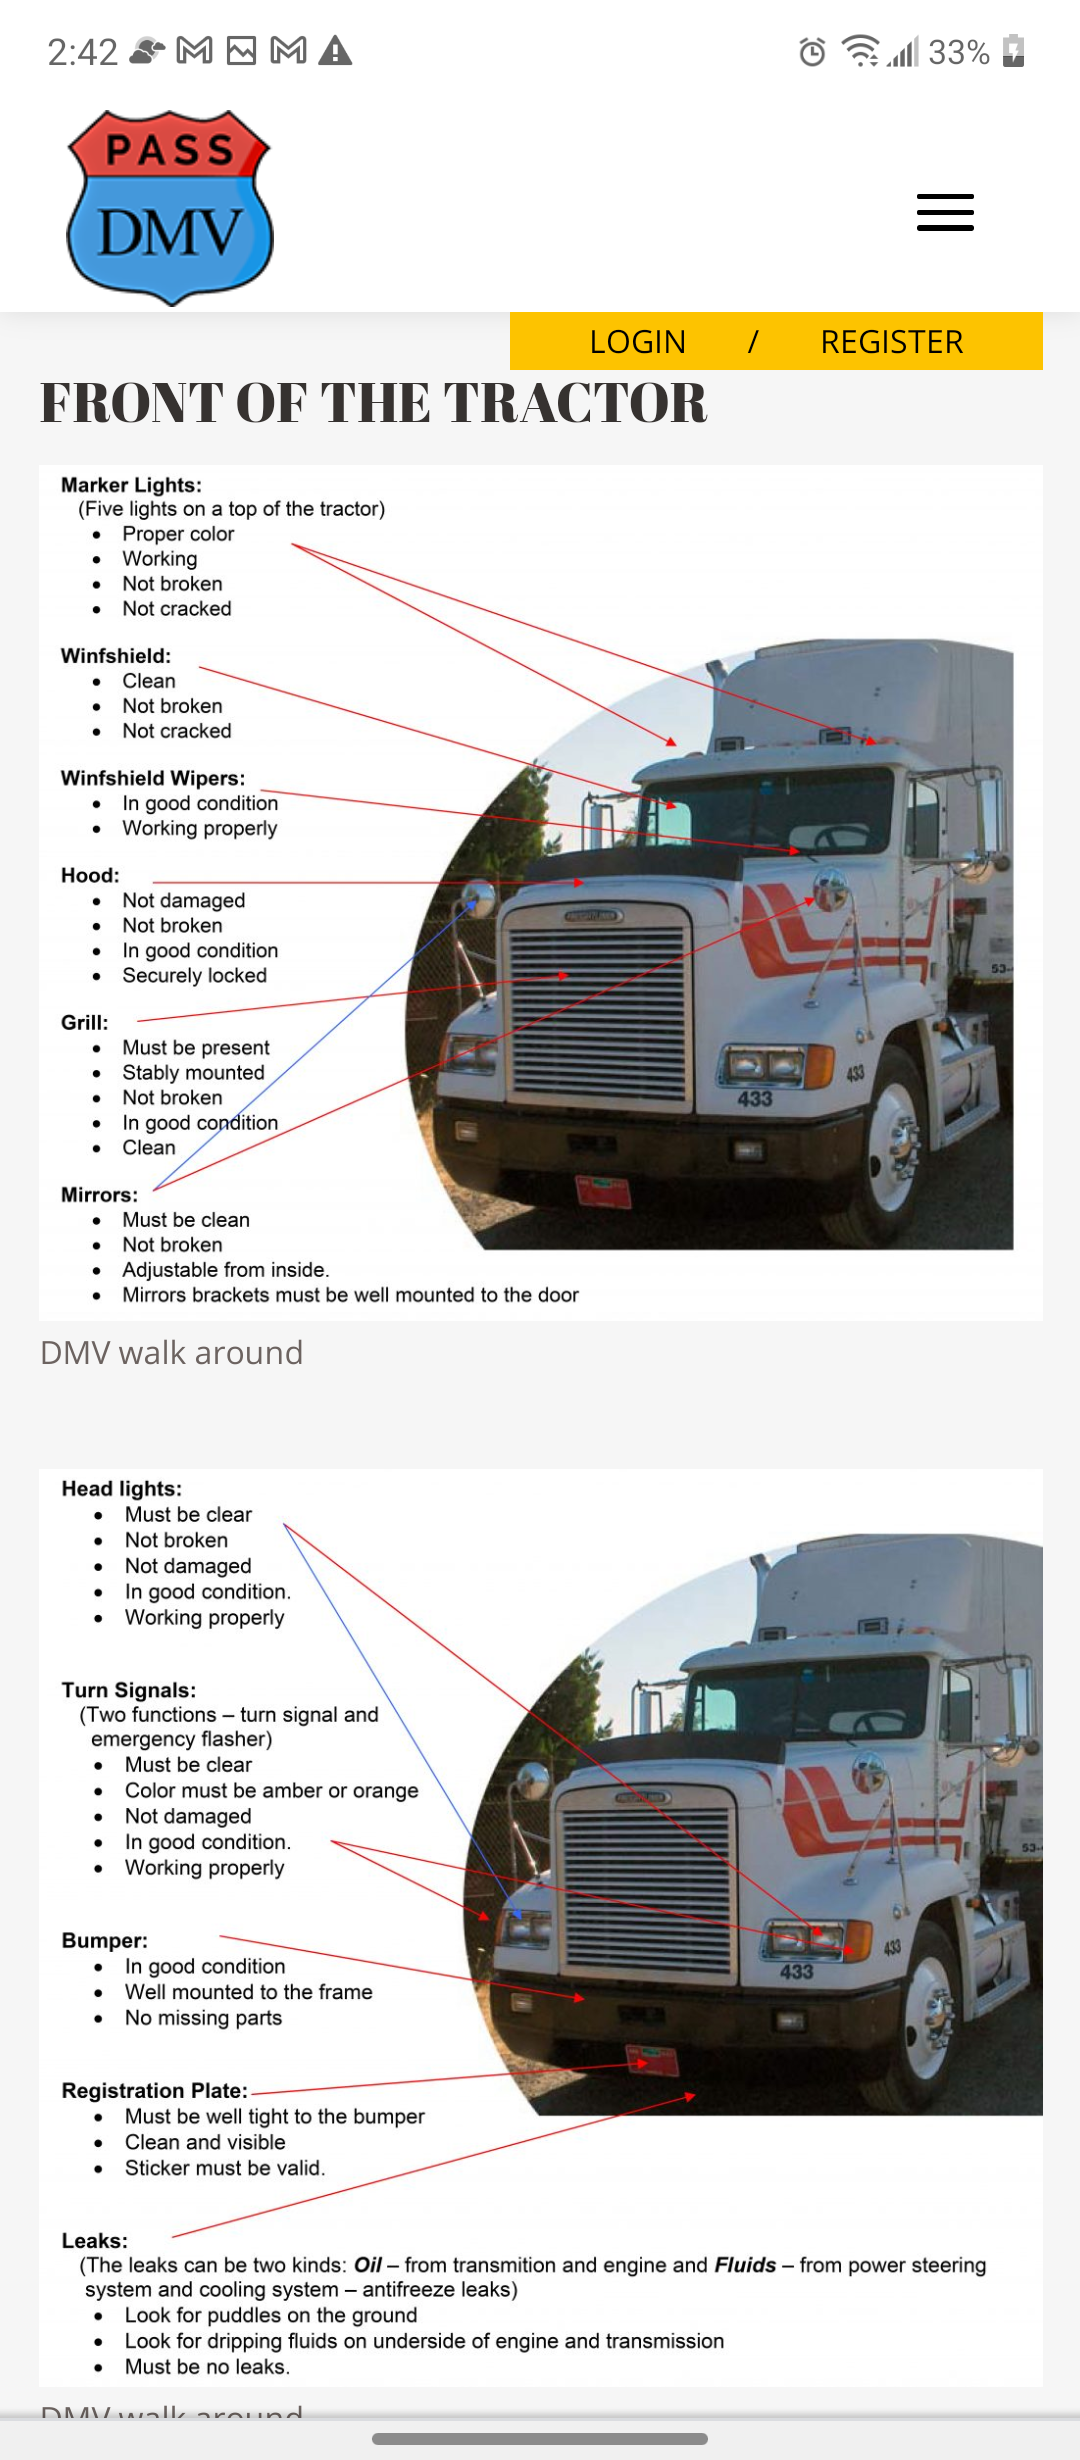 2:42
33%
PASS
DMV
LOGIN / REGISTER
FRONT OF THE TRACTOR
Marker Lights:
(Five lights on a top of the tractor)
• Proper color
• Working
• Not broken
• Not cracked
Winfshield:
• Clean
• Not broken
• Not cracked
Winfshield Wipers:
• In good condition
• Working properly
Hood:
• Not damaged
• Not broken
• In good condition
• Securely locked
Grill:
• Must be present
• Stably mounted
• Not broken
• In good condition
• Clean
Mirrors:
• Must be clean
• Not broken
• Adjustable from inside.
• Mirrors brackets must be well mounted to the door
53-
433
433
DMV walk around
Head lights:
• Must be clear
• Not broken
• Not damaged
• In good condition.
• Working properly
Turn Signals:
(Two functions – turn signal and
emergency flasher)
• Must be clear
• Color must be amber or orange
• Not damaged
• In good condition.
• Working properly
Bumper:
• In good condition
• Well mounted to the frame
• No missing parts
Registration Plate:
• Must be well tight to the bumper
• Clean and visible
• Sticker must be valid.
53-
433
433
Leaks:
(The leaks can be two kinds: Oil – from transmition and engine and Fluids – from power steering
system and cooling system – antifreeze leaks)
• Look for puddles on the ground
• Look for dripping fluids on underside of engine and transmission
• Must be no leaks.
DMV walk around